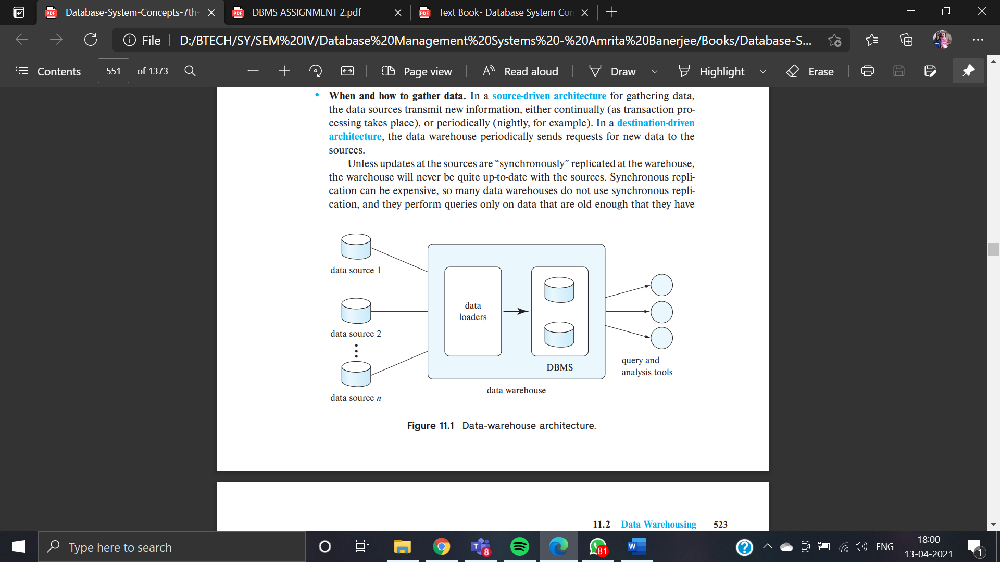 Database-System-Concepts-7th-
DBMS ASSIGNMENT 2.pdf
Text Book- Database System Con
File
D:/BTECH/SY/SEM%20IV/Database%20Management%20Systems%20-%20Amrita%20Banerjee/Books/Database-S...
Contents
551 of 1373
Page view
Read aloud
Draw
Highlight
Erase
• When and how to gather data. In a source-driven architecture for gathering data,
the data sources transmit new information, either continually (as transaction pro-
cessing takes place), or periodically (nightly, for example). In a destination-driven
architecture, the data warehouse periodically sends requests for new data to the
sources.
Unless updates at the sources are “synchronously” replicated at the warehouse,
the warehouse will never be quite up-to-date with the sources. Synchronous repli-
cation can be expensive, so many data warehouses do not use synchronous repli-
cation, and they perform queries only on data that are old enough that they have
data source 1
data source 2
data source n
data
loaders
DBMS
data warehouse
query and
analysis tools
Figure 11.1 Data-warehouse architecture.
11.2 Data Warehousing 523
Type here to search
8
81
ENG
18:00
13-04-2021
1